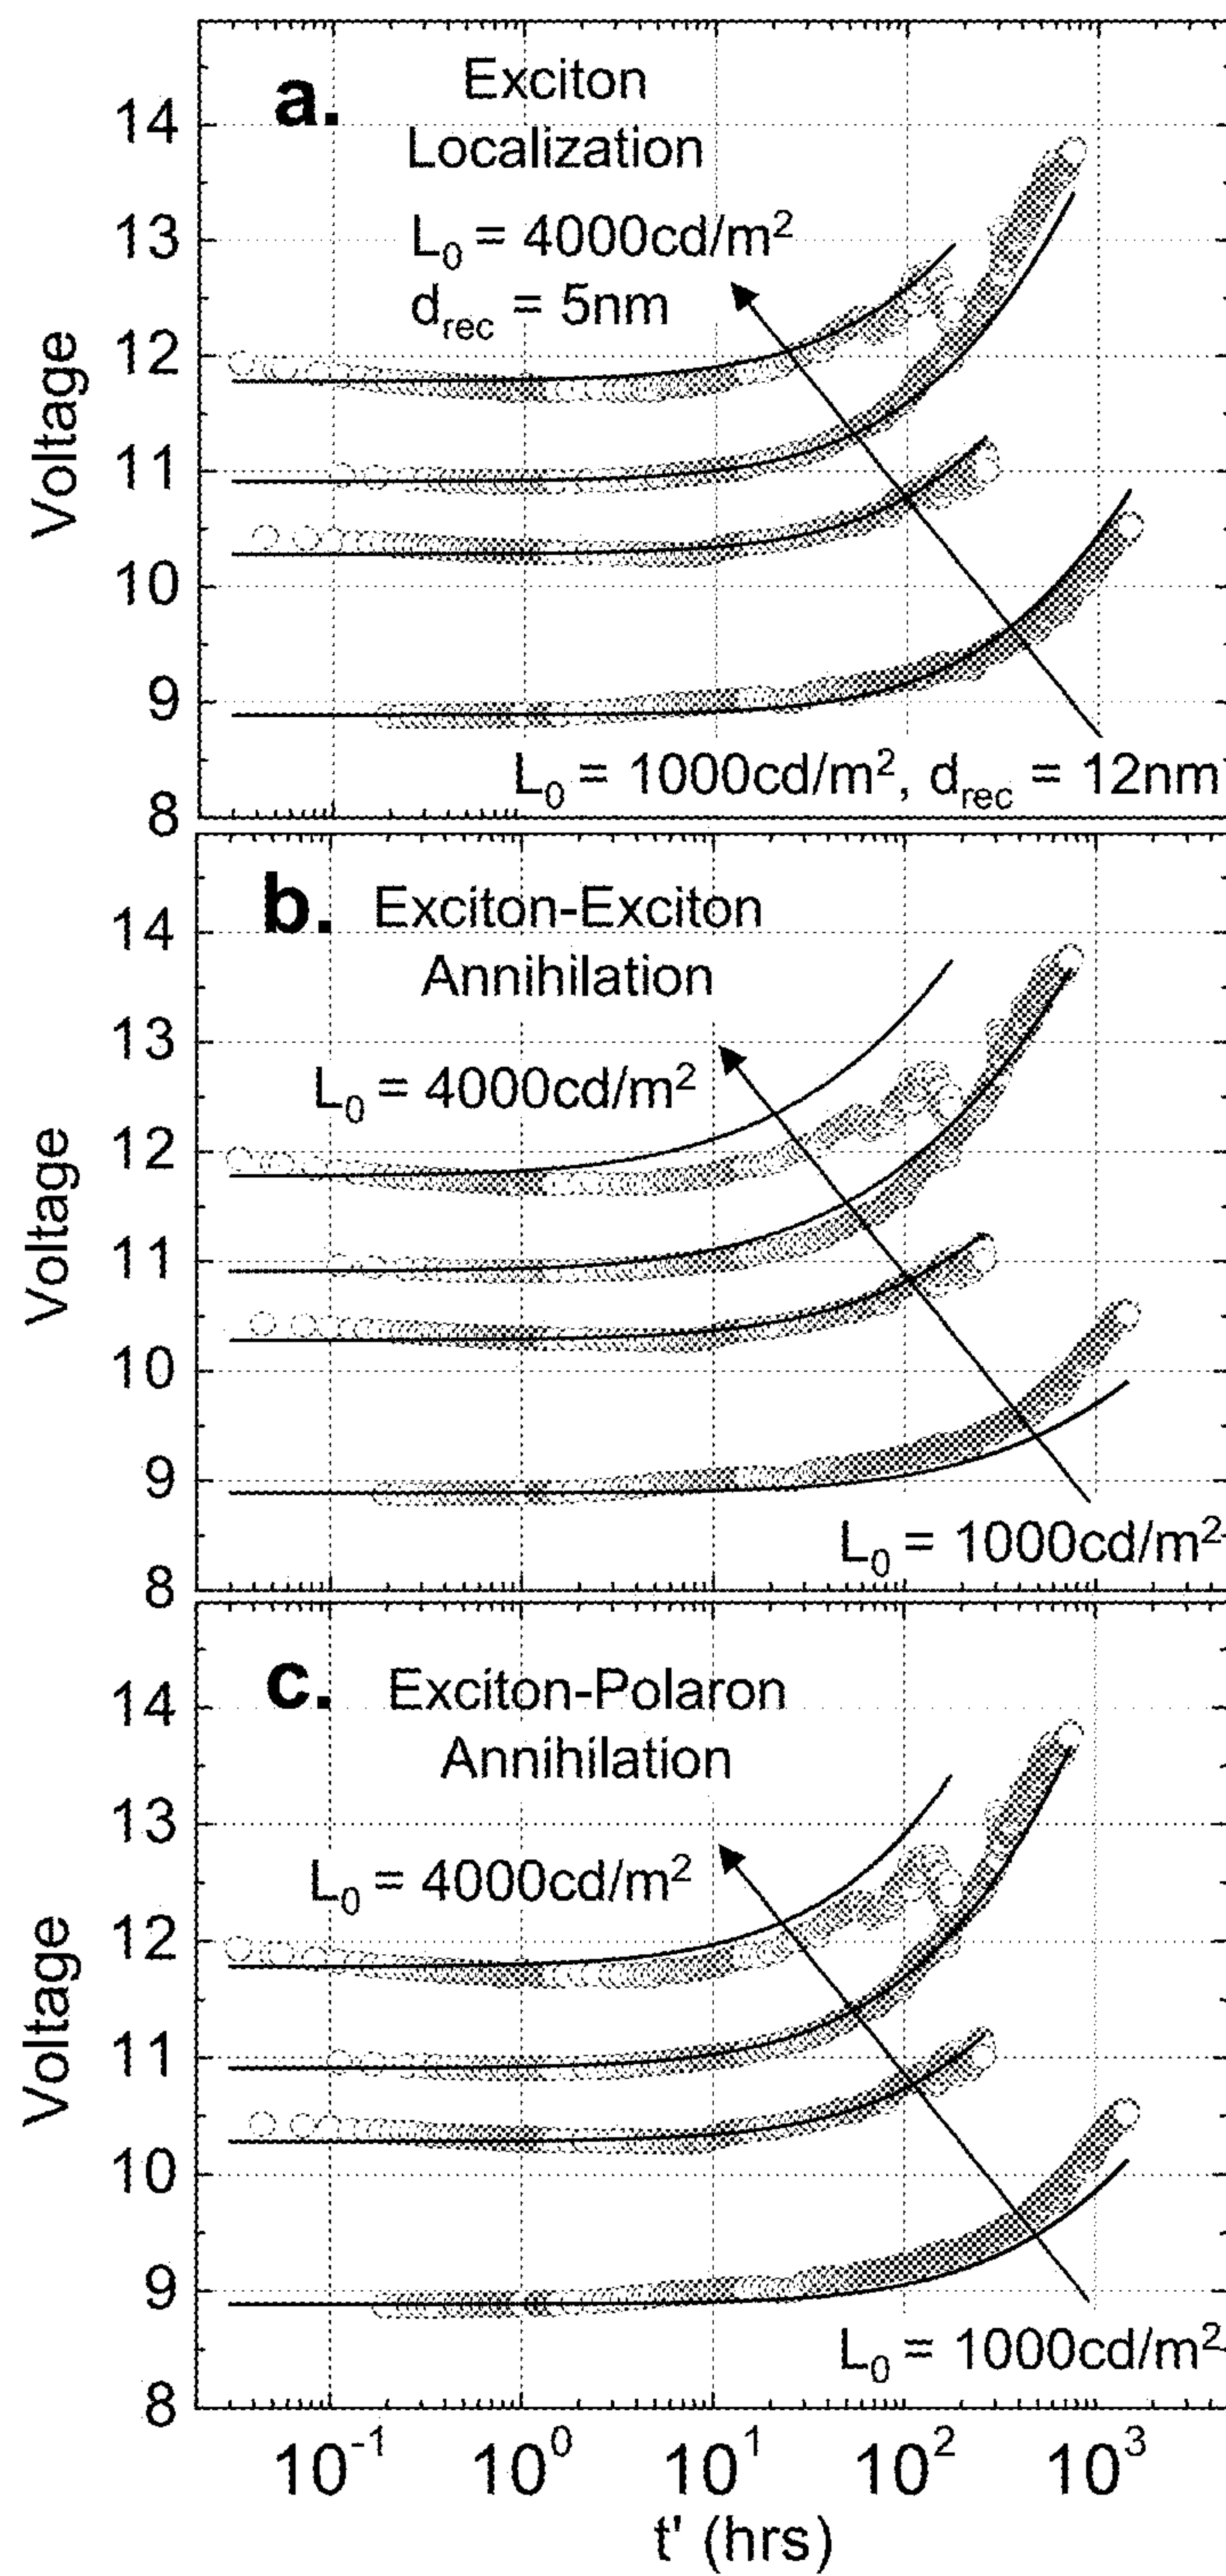 a. Exciton
Localization
L₀ = 4000cd/m²
d_rec = 5nm
L₀ = 1000cd/m², d_rec = 12nm
Voltage
14
13
12
11
10
9
8
b. Exciton-Exciton
Annihilation
L₀ = 4000cd/m²
L₀ = 1000cd/m²
Voltage
14
13
12
11
10
9
8
c. Exciton-Polaron
Annihilation
L₀ = 4000cd/m²
L₀ = 1000cd/m²
Voltage
14
13
12
11
10
9
8
10⁻¹ 10⁰ 10¹ 10² 10³
t' (hrs)